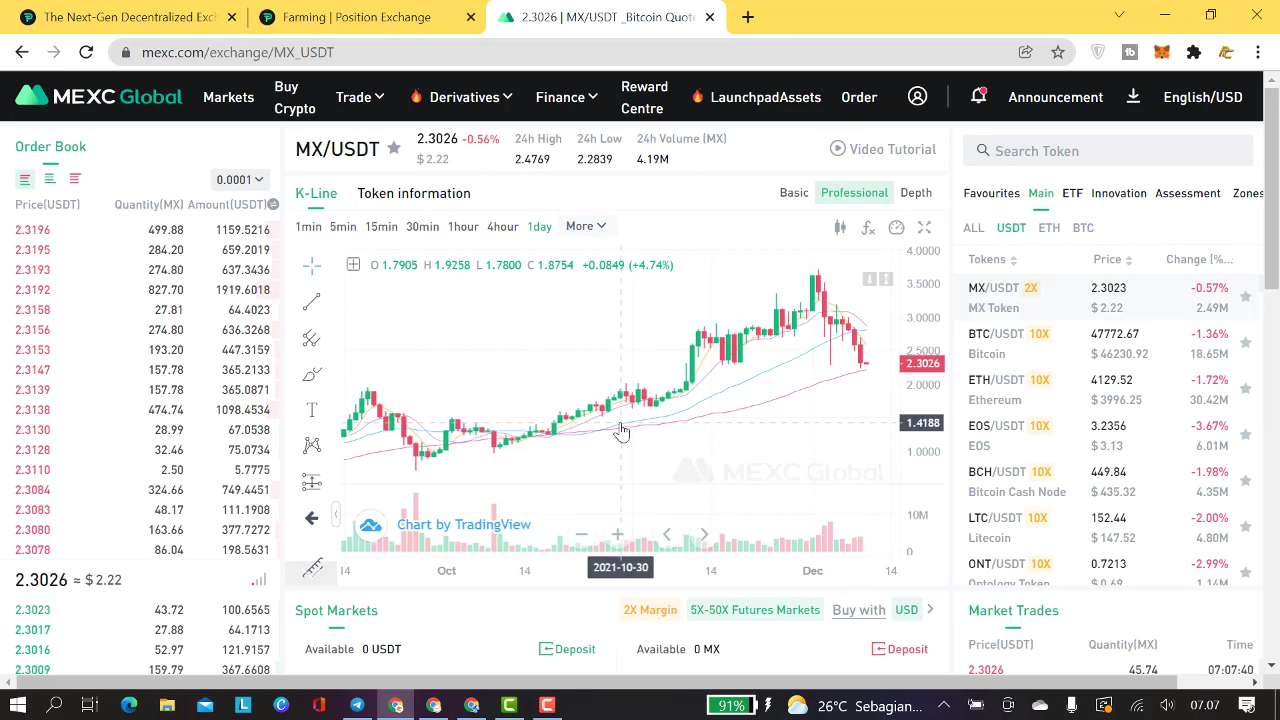 The Next-Gen Decentralized Exch
Farming | Position Exchange
2.3026 | MX/USDT _Bitcoin Quote
mexc.com/exchange/MX_USDT
MEXC Global
Markets
Buy Crypto
Trade
Derivatives
Finance
Reward Centre
Launchpad
Assets
Order
Announcement
English/USD
Order Book
0.0001
Price(USDT) Quantity(MX) Amount(USDT)
2.3196 499.88 1159.5216
2.3195 284.20 659.2019
2.3193 274.80 637.3436
2.3192 827.70 1919.6018
2.3158 27.81 64.4023
2.3156 274.80 636.3268
2.3153 193.20 447.3159
2.3147 157.78 365.2183
2.3139 157.78 365.0871
2.3138 474.74 1098.4534
2.3130 28.99 67.0538
2.3128 32.46 75.0734
2.3110 2.50 5.7775
2.3084 324.66 749.4451
2.3083 48.17 111.1908
2.3080 163.66 377.7272
2.3078 86.04 198.5631
2.3026 ≈ $ 2.22
2.3023 43.72 100.6565
2.3017 27.88 64.1713
2.3016 52.97 121.9157
2.3009 159.79 367.6608
MX/USDT
2.3026 -0.56%
$ 2.22
24h High
2.4769
24h Low
2.2839
24h Volume (MX)
4.19M
Video Tutorial
K-Line Token information
Basic Professional Depth
1min 5min 15min 30min 1hour 4hour 1day More
O 1.7905 H 1.9258 L 1.7800 C 1.8754 +0.0849 (+4.74%)
4.0000
3.5000
3.0000
2.5000
2.3026
2.0000
1.4188
1.0000
10M
0
MEXC Global
Chart by TradingView
14 Oct 14 2021-10-30 14 Dec 14
Spot Markets
2X Margin
5X-50X Futures Markets
Buy with USD
Available 0 USDT
Deposit
Available 0 MX
Deposit
Search Token
Favourites Main ETF Innovation Assessment Zones
ALL USDT ETH BTC
Tokens Price Change (%...
MX/USDT 2X 2.3023 -0.57%
MX Token $ 2.22 2.49M
BTC/USDT 10X 47772.67 -1.36%
Bitcoin $ 46230.92 18.65M
ETH/USDT 10X 4129.52 -1.72%
Ethereum $ 3996.25 30.42M
EOS/USDT 10X 3.2356 -3.67%
EOS $ 3.13 6.01M
BCH/USDT 10X 449.84 -1.98%
Bitcoin Cash Node $ 435.32 4.35M
LTC/USDT 10X 152.44 -2.00%
Litecoin $ 147.52 4.80M
ONT/USDT 10X 0.7213 -2.99%
Ontology Token $ 0.69 1.14M
Market Trades
Price(USDT) Quantity(MX) Time
2.3026 45.74 07:07:40
91%
26°C Sebagian...
07.07